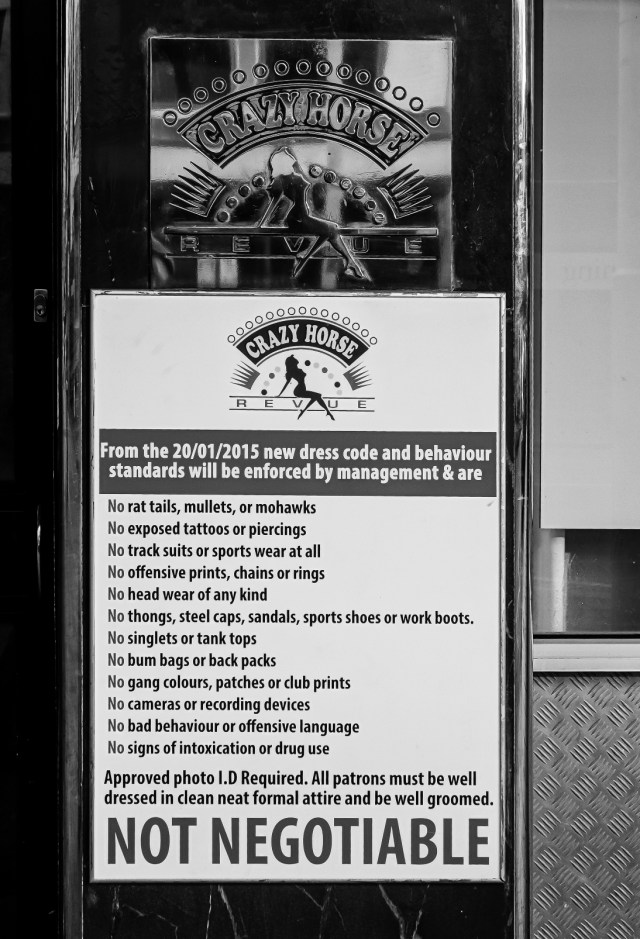 "CRAZY HORSE"
REVUE
CRAZY HORSE
REVUE
From the 20/01/2015 new dress code and behaviour
standards will be enforced by management & are
No rat tails, mullets, or mohawks
No exposed tattoos or piercings
No track suits or sports wear at all
No offensive prints, chains or rings
No head wear of any kind
No thongs, steel caps, sandals, sports shoes or work boots.
No singlets or tank tops
No bum bags or back packs
No gang colours, patches or club prints
No cameras or recording devices
No bad behaviour or offensive language
No signs of intoxication or drug use
Approved photo I.D Required. All patrons must be well
dressed in clean neat formal attire and be well groomed.
NOT NEGOTIABLE